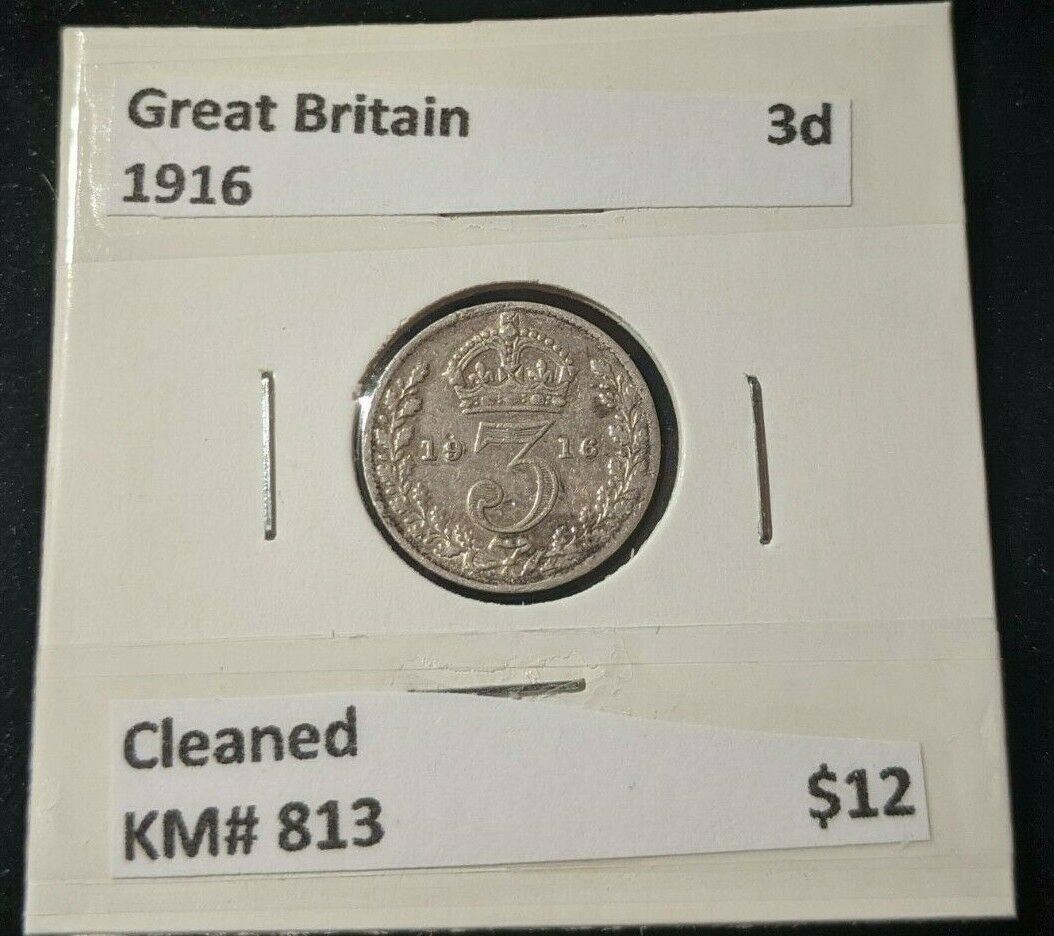 Great Britain 3d
1916
19 3 16
Cleaned
KM# 813 $12